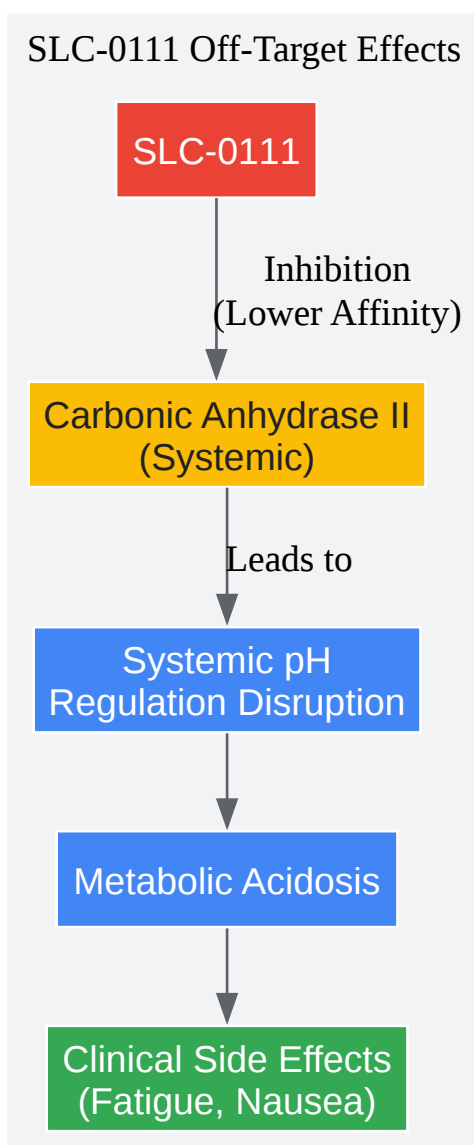 SLC-0111 Off-Target Effects
SLC-0111
Inhibition
(Lower Affinity)
Carbonic Anhydrase II
(Systemic)
Leads to
Systemic pH
Regulation Disruption
Metabolic Acidosis
Clinical Side Effects
(Fatigue, Nausea)